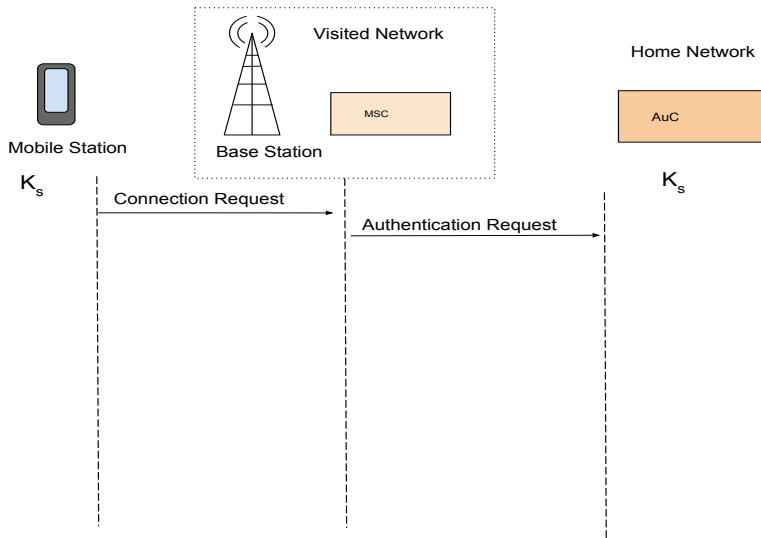 Visited Network
Home Network
MSC
AuC
Mobile Station
Base Station
Ks
Ks
Connection Request
Authentication Request